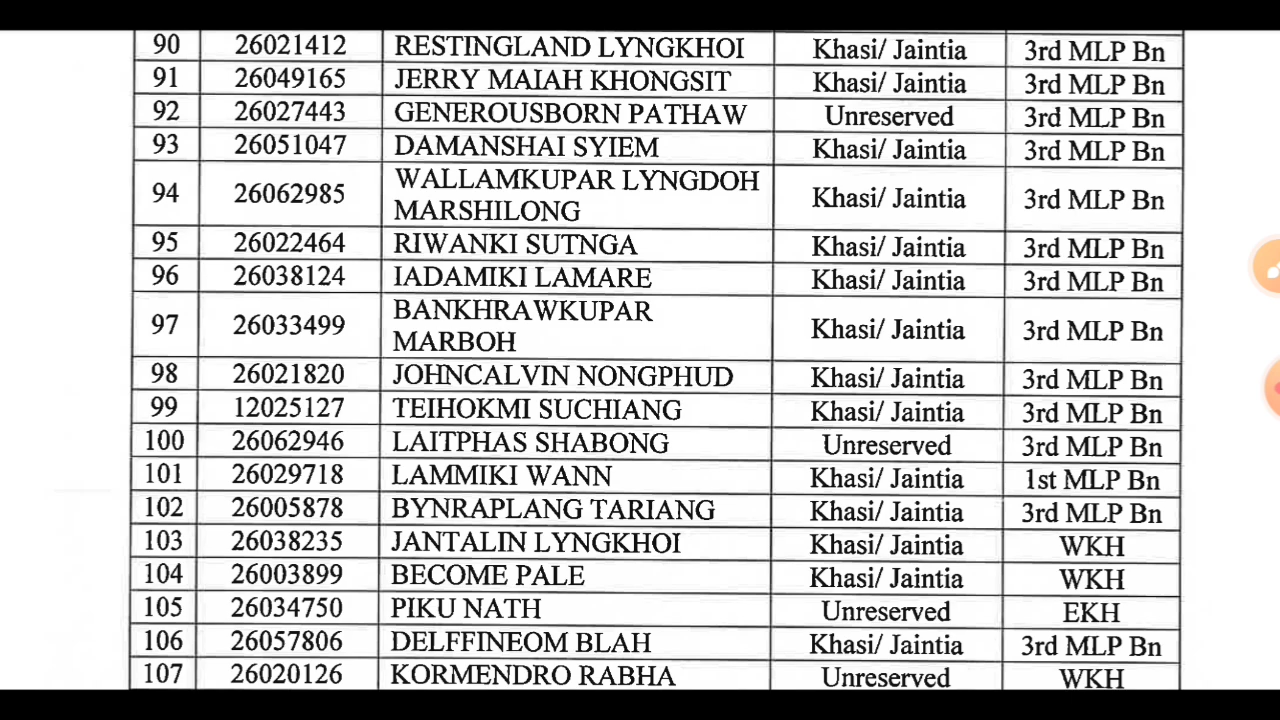 90 26021412 RESTINGLAND LYNGKHOI Khasi/ Jaintia 3rd MLP Bn
91 26049165 JERRY MAIAH KHONGSIT Khasi/ Jaintia 3rd MLP Bn
92 26027443 GENEROUSBORN PATHAW Unreserved 3rd MLP Bn
93 26051047 DAMANSHAI SYIEM Khasi/ Jaintia 3rd MLP Bn
94 26062985 WALLAMKUPAR LYNGDOH Khasi/ Jaintia 3rd MLP Bn
MARSHILONG
95 26022464 RIWANKI SUTNGA Khasi/ Jaintia 3rd MLP Bn
96 26038124 IADAMIKI LAMARE Khasi/ Jaintia 3rd MLP Bn
97 26033499 BANKHRAWKUPAR Khasi/ Jaintia 3rd MLP Bn
MARBOH
98 26021820 JOHNCALVIN NONGPHUD Khasi/ Jaintia 3rd MLP Bn
99 12025127 TEIHOKMI SUCHIANG Khasi/ Jaintia 3rd MLP Bn
100 26062946 LAITPHAS SHABONG Unreserved 3rd MLP Bn
101 26029718 LAMMIKI WANN Khasi/ Jaintia 1st MLP Bn
102 26005878 BYNRAPLANG TARIANG Khasi/ Jaintia 3rd MLP Bn
103 26038235 JANTALIN LYNGKHOI Khasi/ Jaintia WKH
104 26003899 BECOME PALE Khasi/ Jaintia WKH
105 26034750 PIKU NATH Unreserved EKH
106 26057806 DELFFINEOM BLAH Khasi/ Jaintia 3rd MLP Bn
107 26020126 KORMENDRO RABHA Unreserved WKH